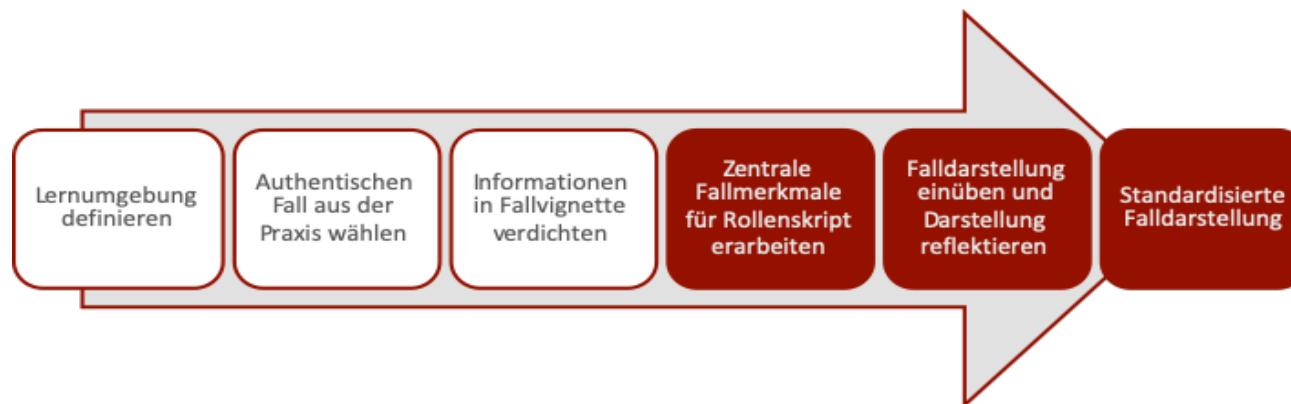 Lernumgebung
definieren
Authentischen
Fall aus der
Praxis wählen
Informationen
in Fallvignette
verdichten
Zentrale
Fallmerkmale
für Rollenskript
erarbeiten
Falldarstellung
einüben und
Darstellung
reflektieren
Standardisierte
Falldarstellung